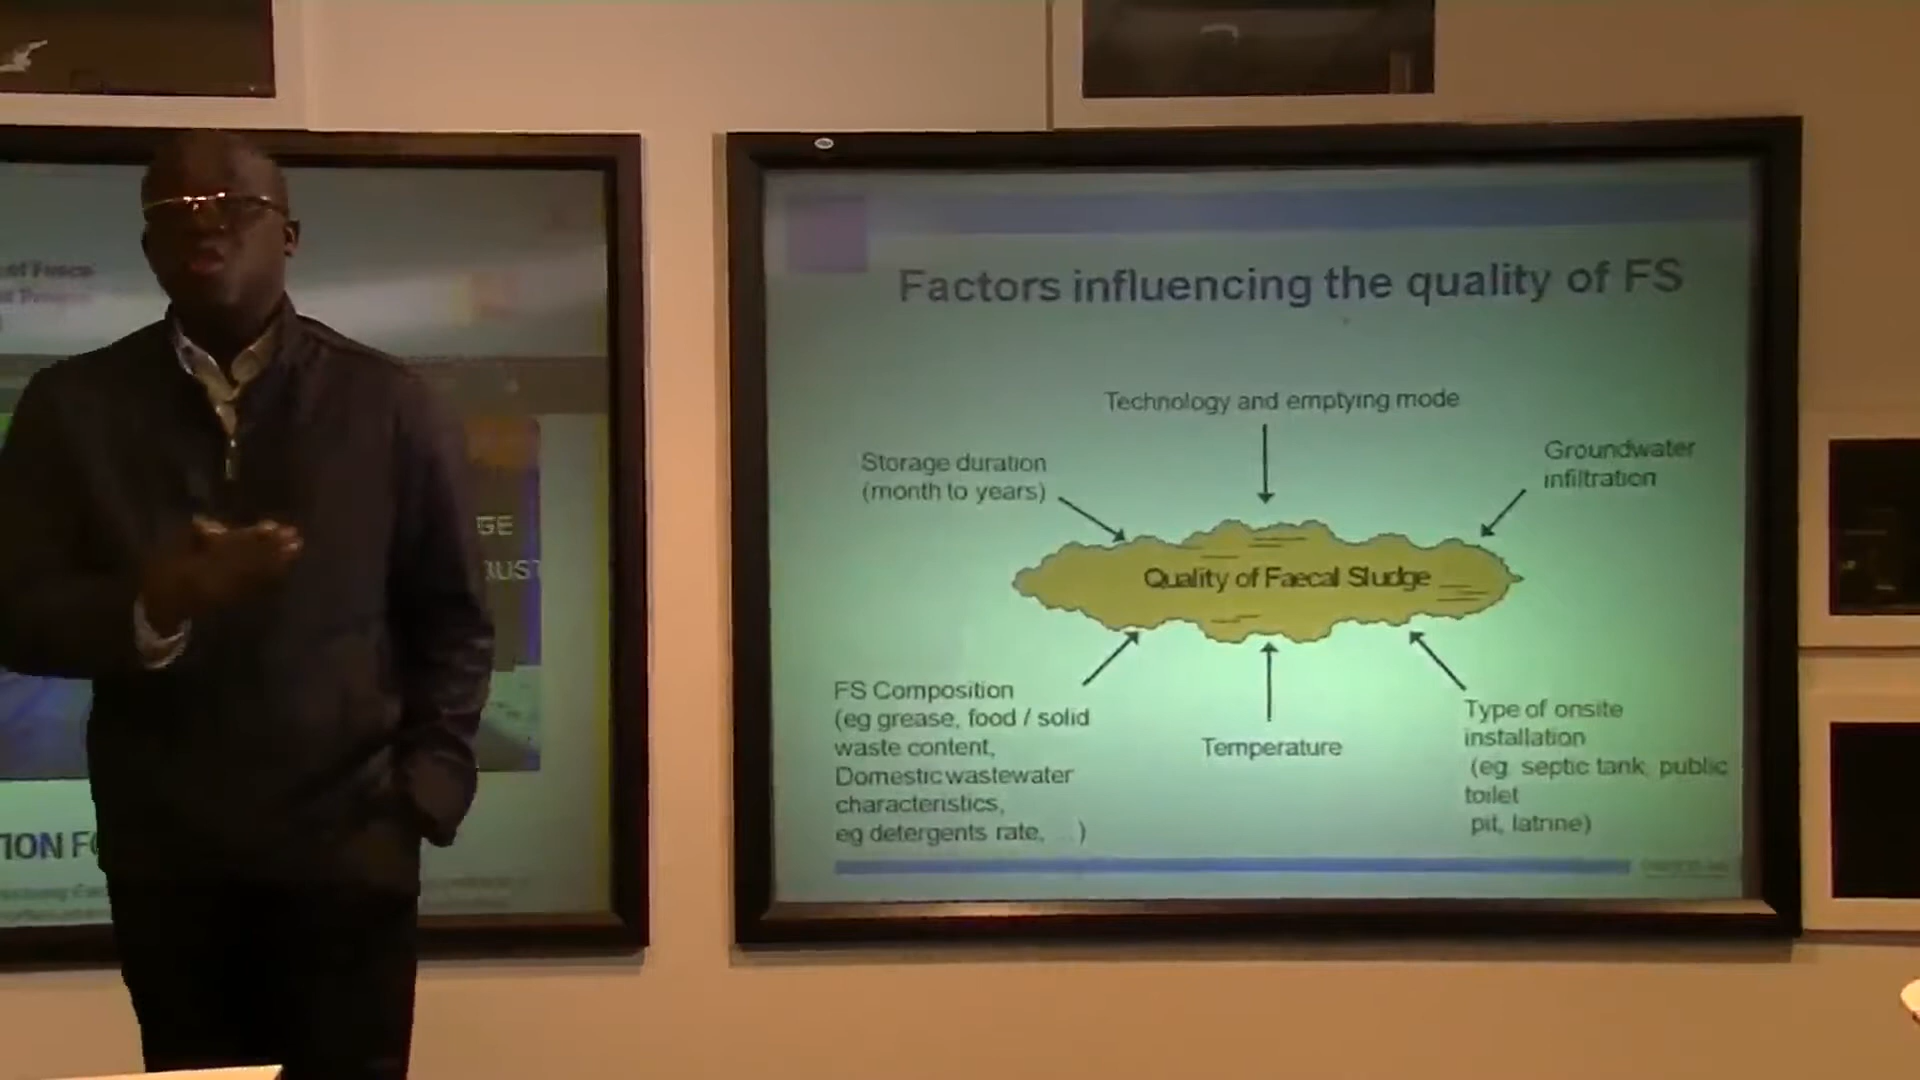 GE
TION FO
Factors influencing the quality of FS
Technology and emptying mode
Storage duration
(month to years)
Groundwater
infiltration
Quality of Faecal Sludge
FS Composition
(eg grease, food / solid
waste content,
Domestic wastewater
characteristics,
eg detergents rate, ...)
Temperature
Type of onsite
installation
(eg septic tank, public
toilet
pit, latrine)